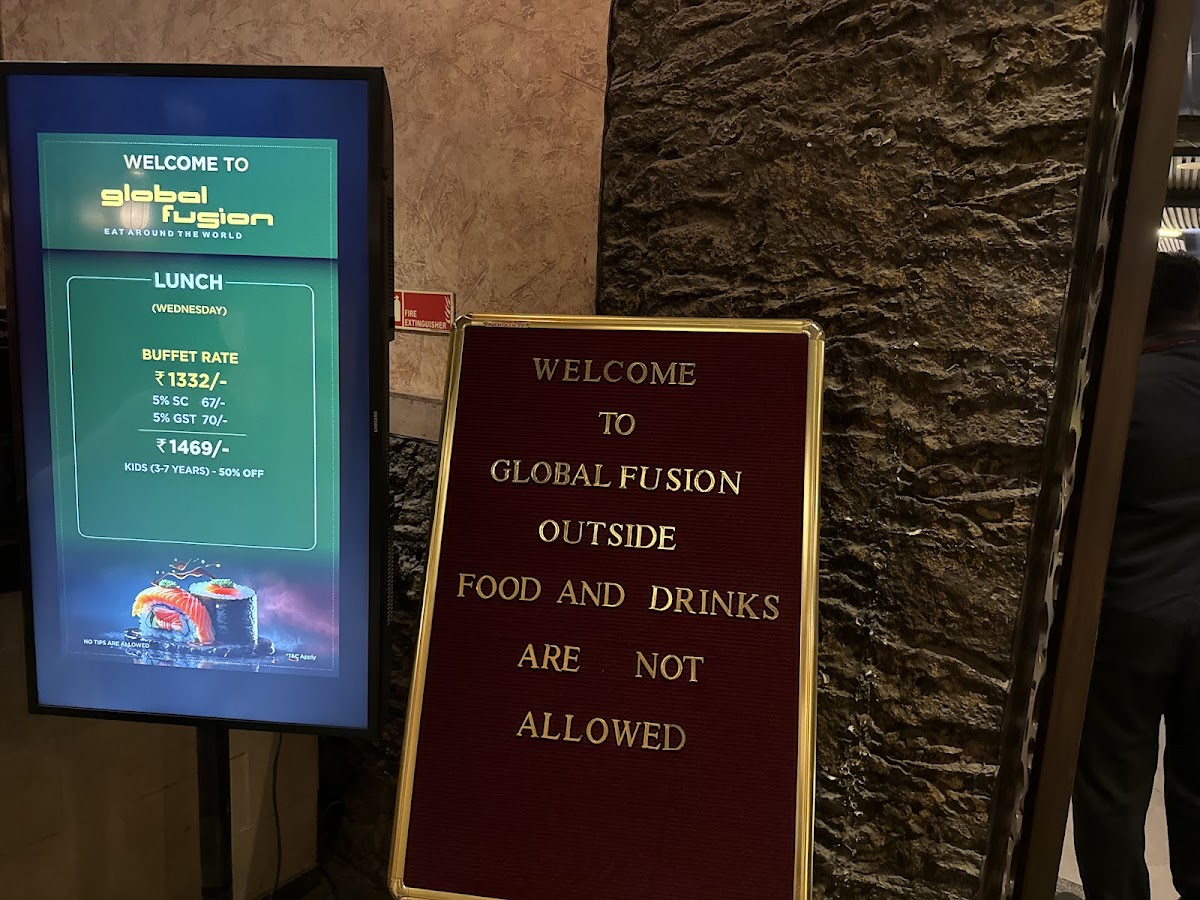 WELCOME TO
global
fusion
EAT AROUND THE WORLD
LUNCH
(WEDNESDAY)
BUFFET RATE
₹1332/-
5% SC 67/-
5% GST 70/-
₹1469/-
KIDS (3-7 YEARS) - 50% OFF
NO TIPS ARE ALLOWED
*T&C Apply
SAMSUNG
FIRE
EXTINGUISHER
WELCOME
TO
GLOBAL FUSION
OUTSIDE
FOOD AND DRINKS
ARE NOT
ALLOWED